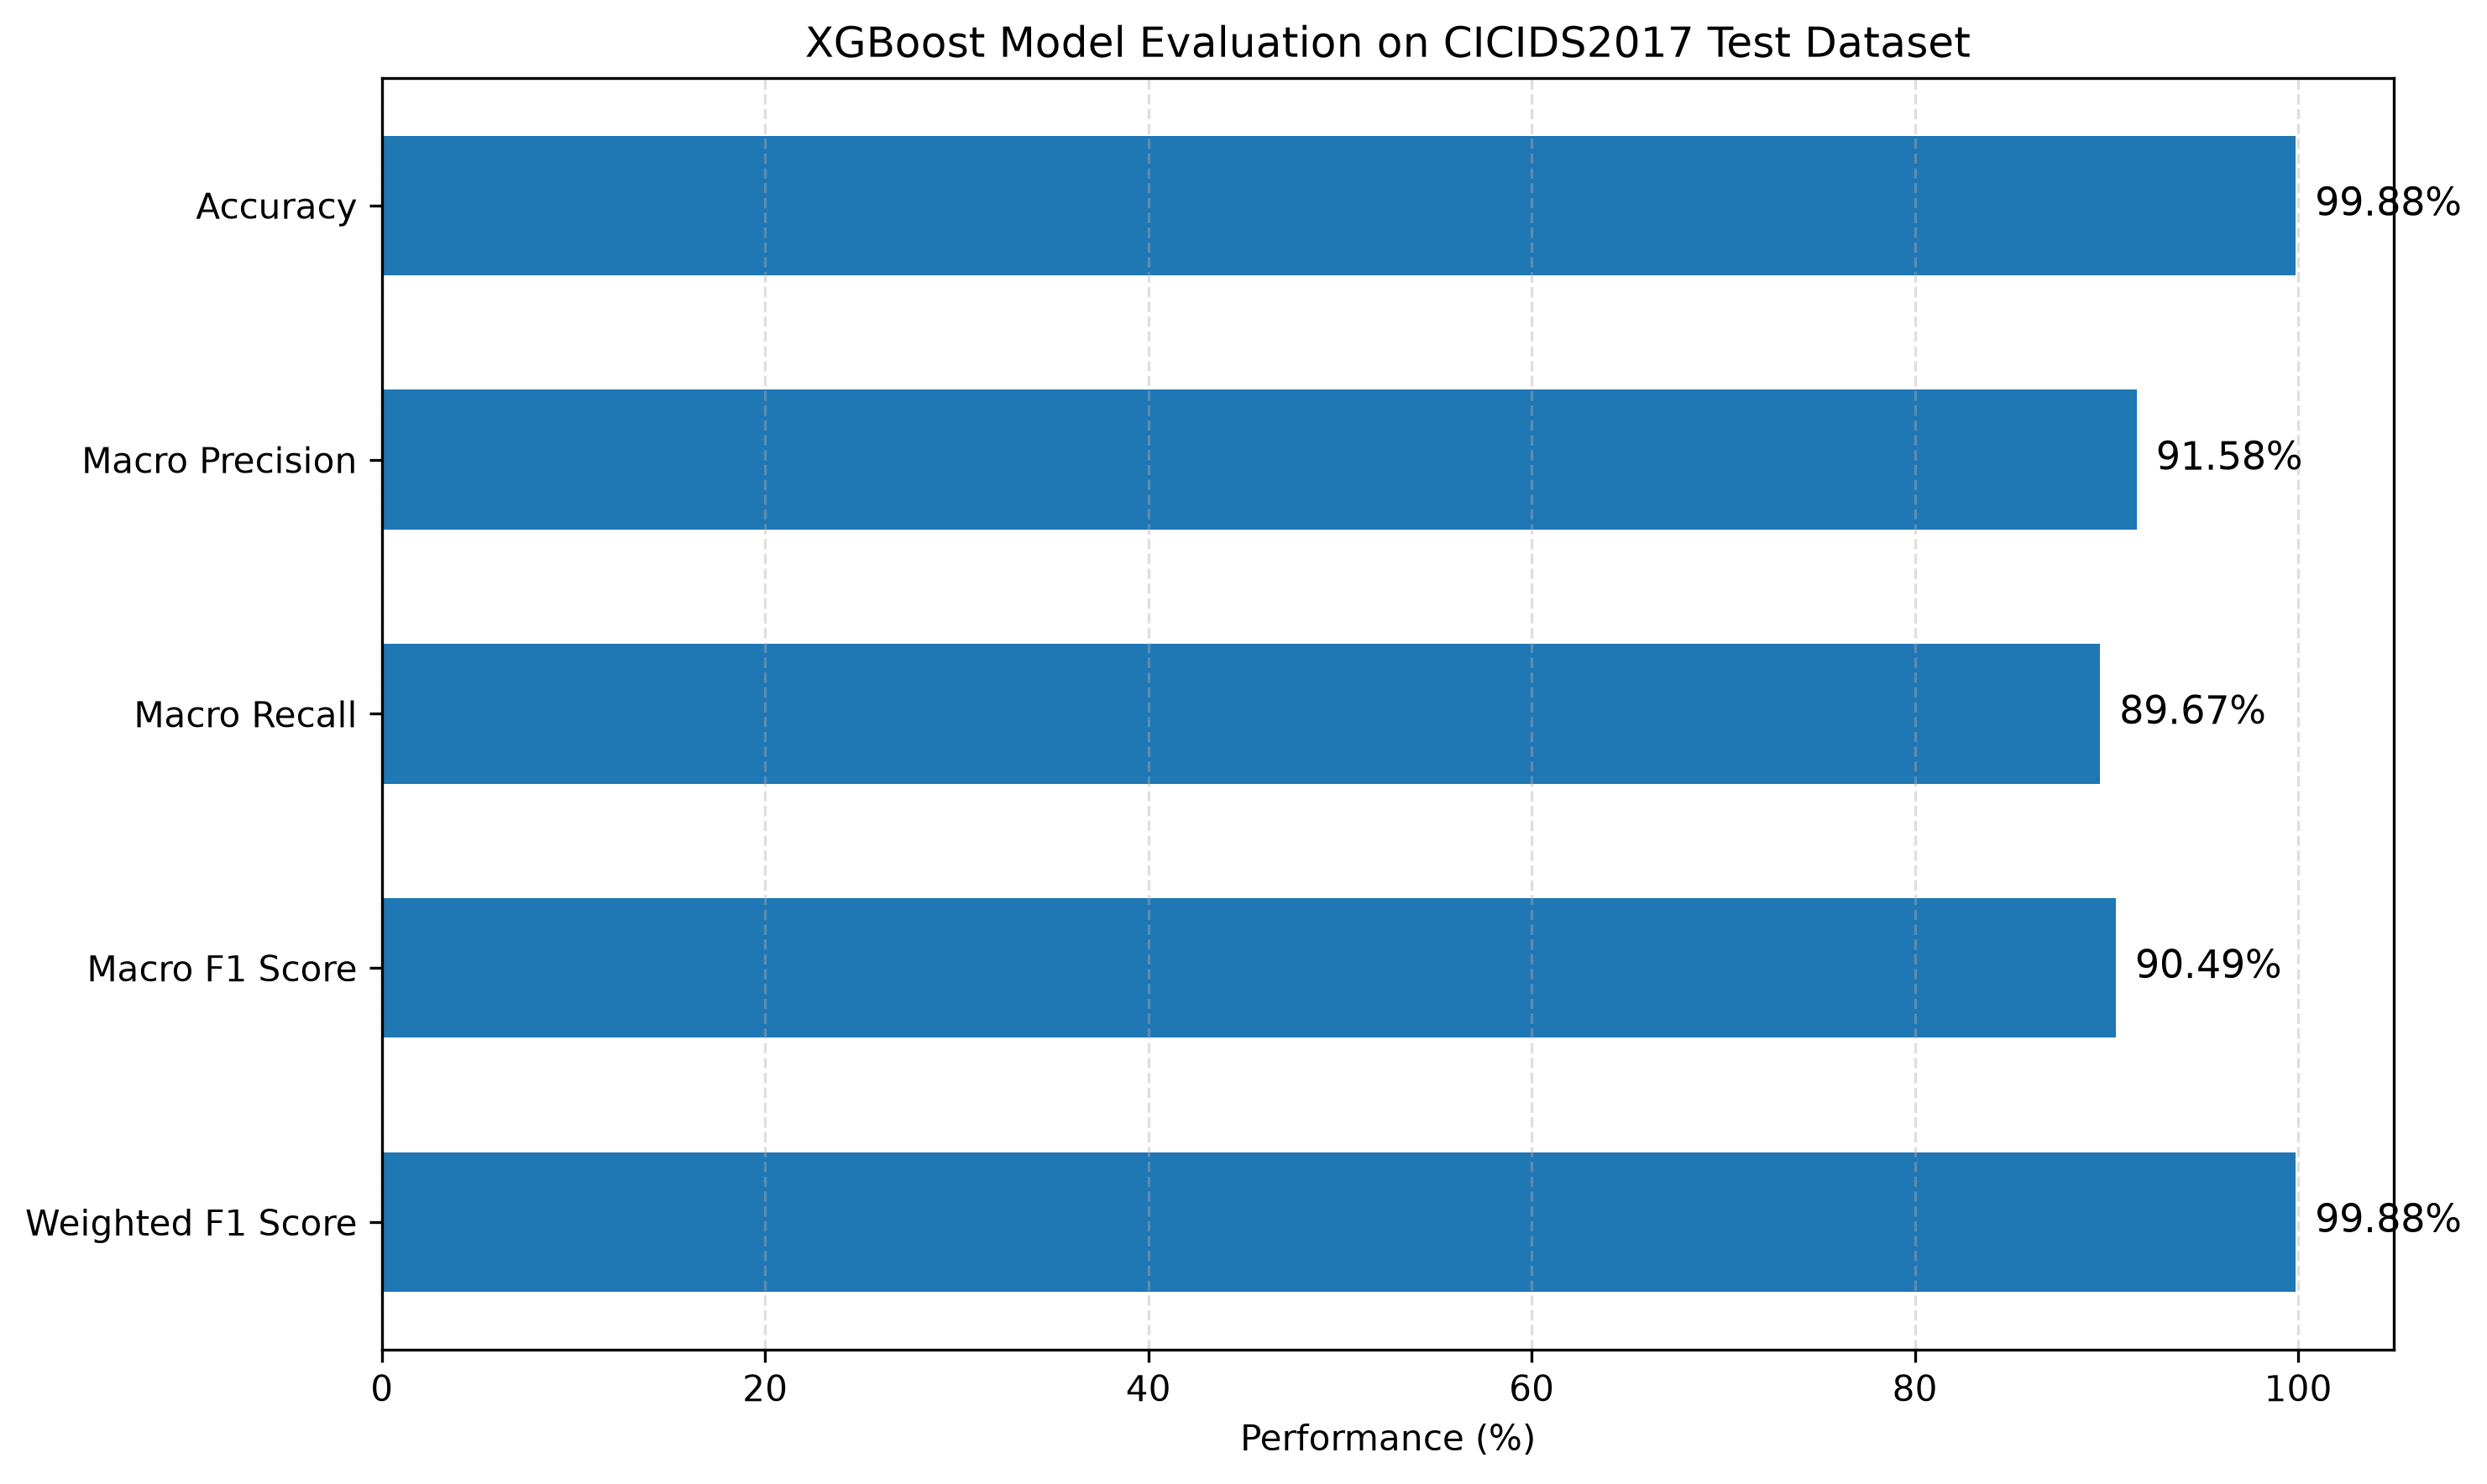 XGBoost Model Evaluation on CICIDS2017 Test Dataset
Accuracy
99.88%
Macro Precision
91.58%
Macro Recall
89.67%
Macro F1 Score
90.49%
Weighted F1 Score
99.88%
0 20 40 60 80 100
Performance (%)